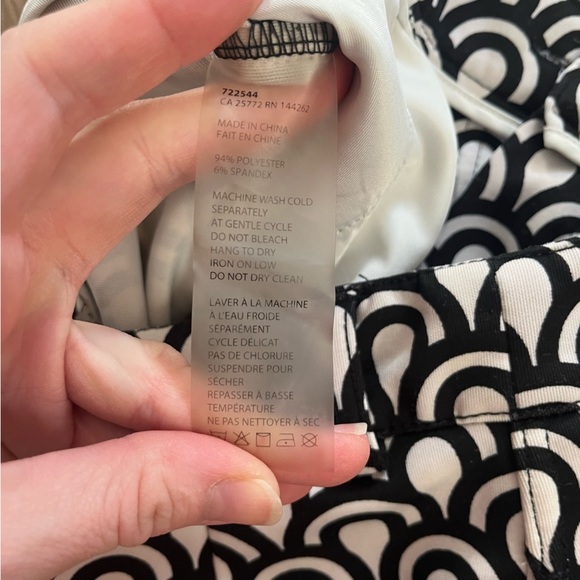 722544
CA 25772 RN 144262
MADE IN CHINA
FAIT EN CHINE
94% POLYESTER
6% SPANDEX
MACHINE WASH COLD
SEPARATELY
AT GENTLE CYCLE
DO NOT BLEACH
HANG TO DRY
IRON ON LOW
DO NOT DRY CLEAN
LAVER À LA MACHINE
À L'EAU FROIDE
SÉPARÉMENT
CYCLE DÉLICAT
PAS DE CHLORURE
SUSPENDRE POUR
SÉCHER
REPASSER À BASSE
TEMPÉRATURE
NE PAS NETTOYER À SEC